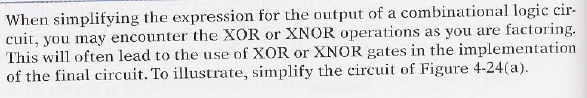 When simplifying the expression for the output of a combinational logic cir-
cuit, you may encounter the XOR or XNOR operations as you are factoring.
This will often lead to the use of XOR or XNOR gates in the implementation
of the final circuit. To illustrate, simplify the circuit of Figure 4-24(a).